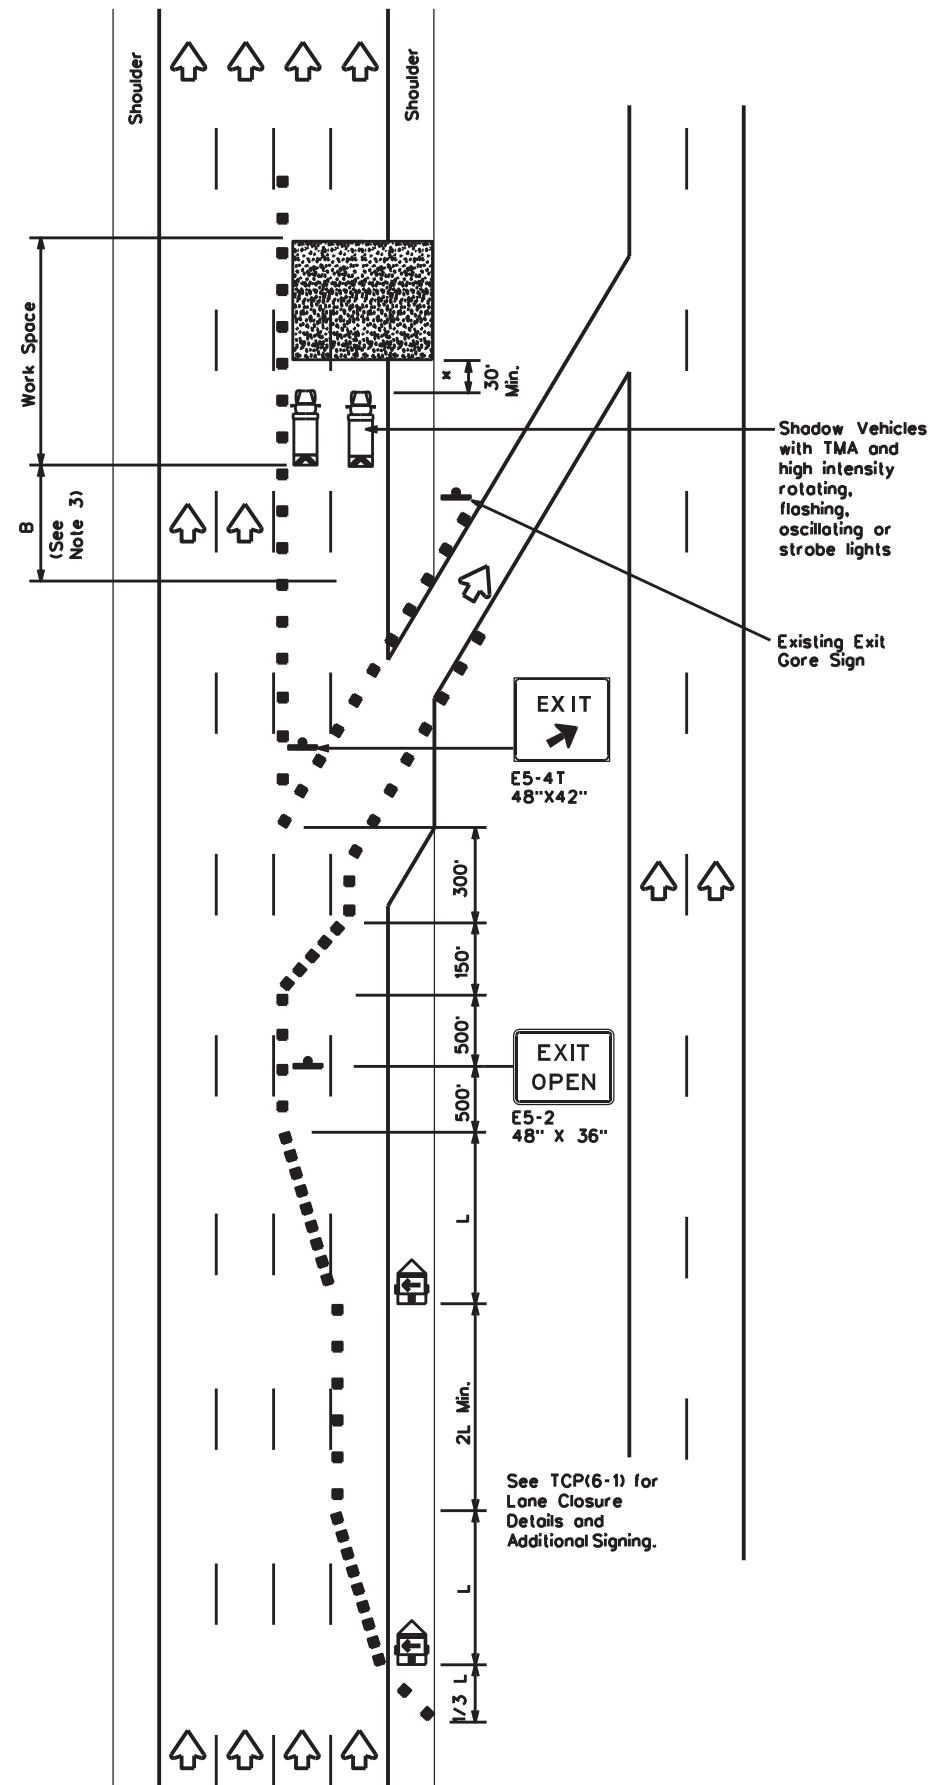 Shoulder
Shoulder
Work Space
x
30'
Min.
Shadow Vehicles
with TMA and
high intensity
rotating,
flashing,
oscillating or
strobe lights
B
(See
Note 3)
Existing Exit
Gore Sign
EXIT
E5-4T
48"X42"
300'
150'
500'
EXIT
OPEN
500'
E5-2
48" X 36"
L
2L Min.
See TCP(6-1) for
Lane Closure
Details and
Additional Signing.
L
1/3 L